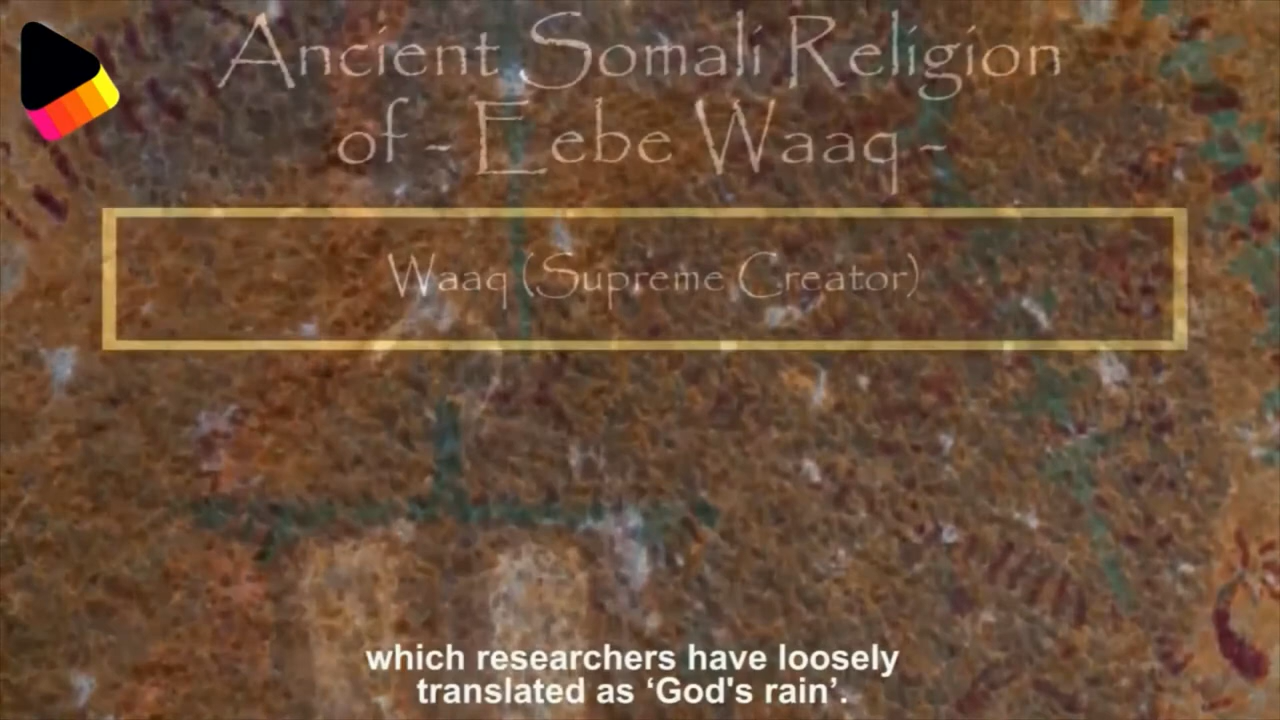 Ancient Somali Religion
of - Eebe Waaq -
Waaq (Supreme Creator)
which researchers have loosely
translated as ‘God's rain’.